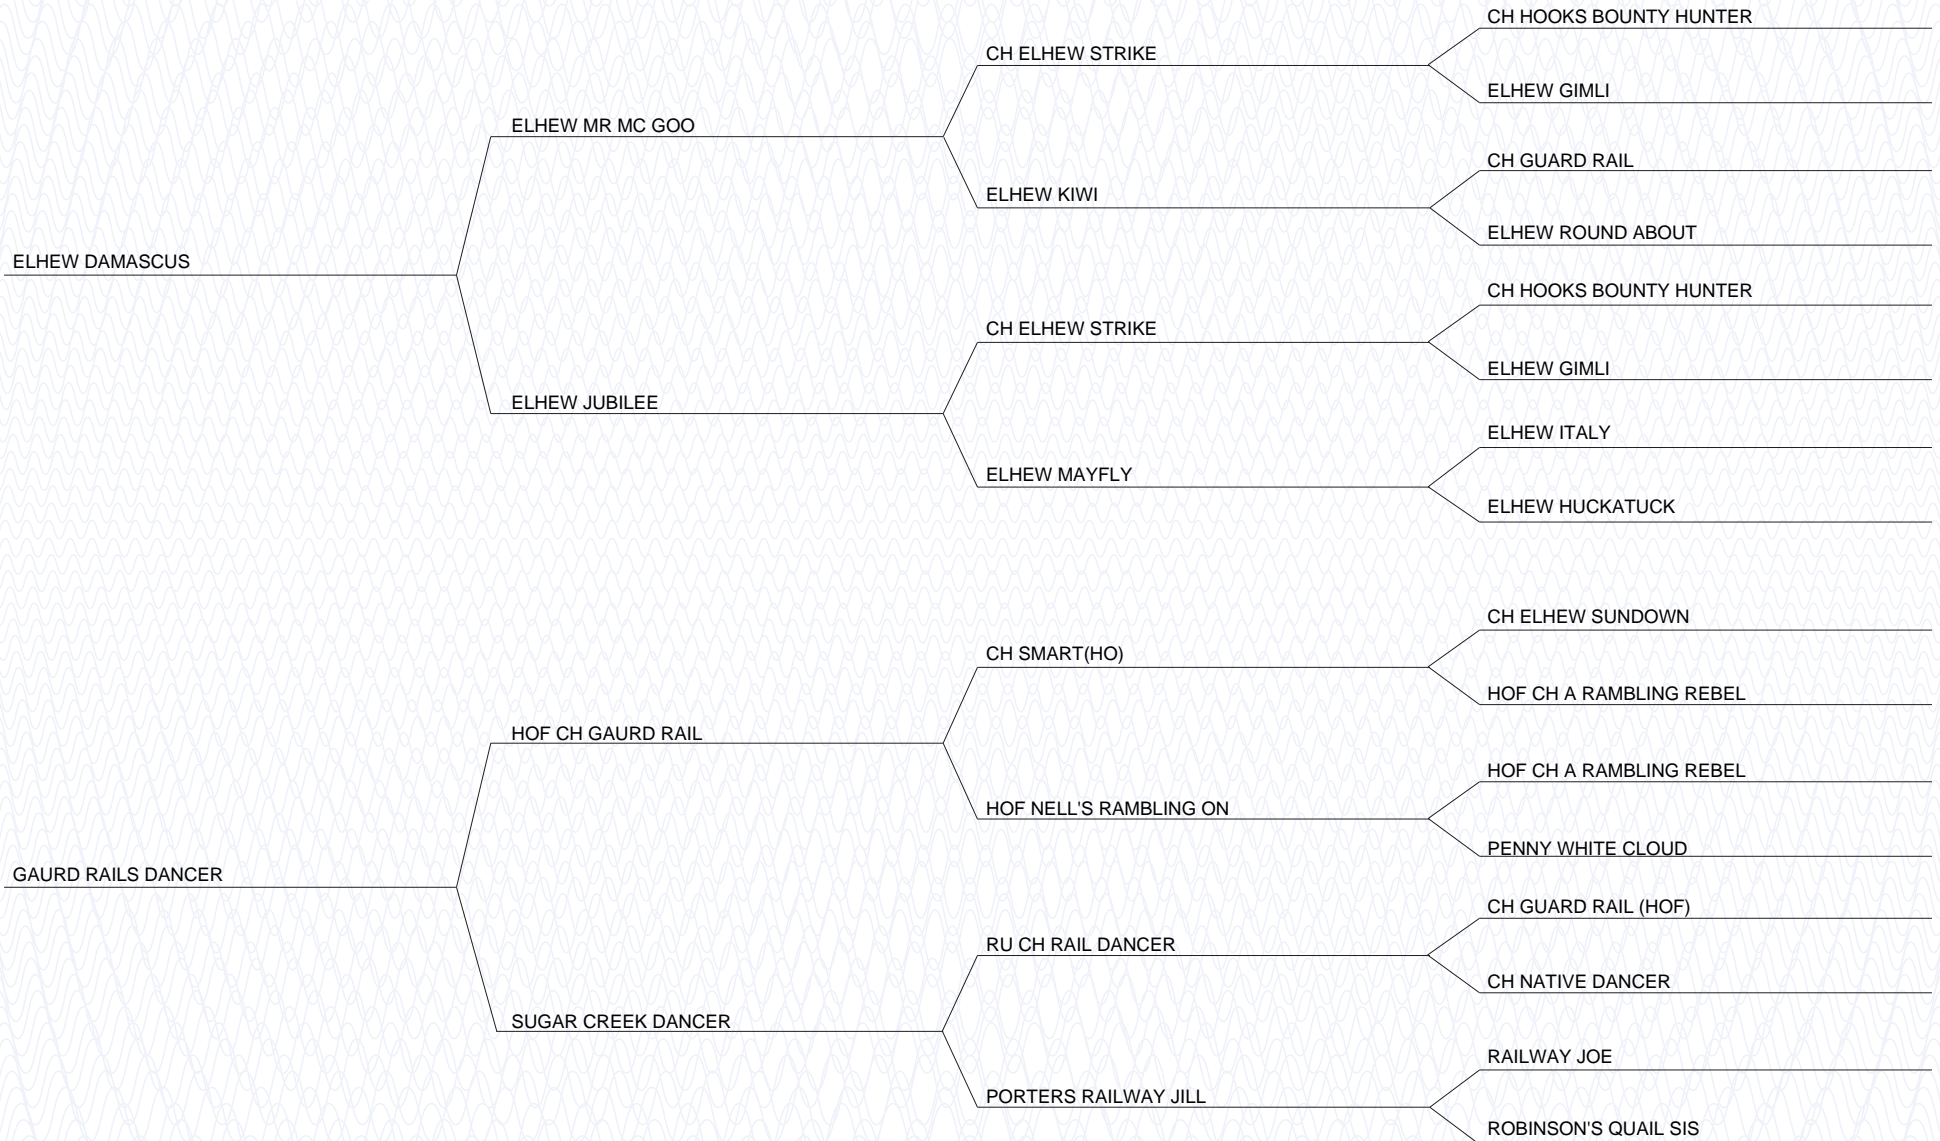 CH HOOKS BOUNTY HUNTER
CH ELHEW STRIKE
ELHEW GIMLI
ELHEW MR MC GOO
CH GUARD RAIL
ELHEW KIWI
ELHEW ROUND ABOUT
ELHEW DAMASCUS
CH HOOKS BOUNTY HUNTER
CH ELHEW STRIKE
ELHEW GIMLI
ELHEW JUBILEE
ELHEW ITALY
ELHEW MAYFLY
ELHEW HUCKATUCK
CH ELHEW SUNDOWN
CH SMART(HO)
HOF CH A RAMBLING REBEL
HOF CH GAURD RAIL
HOF CH A RAMBLING REBEL
HOF NELL'S RAMBLING ON
PENNY WHITE CLOUD
GAURD RAILS DANCER
CH GUARD RAIL (HOF)
RU CH RAIL DANCER
CH NATIVE DANCER
SUGAR CREEK DANCER
RAILWAY JOE
PORTERS RAILWAY JILL
ROBINSON'S QUAIL SIS